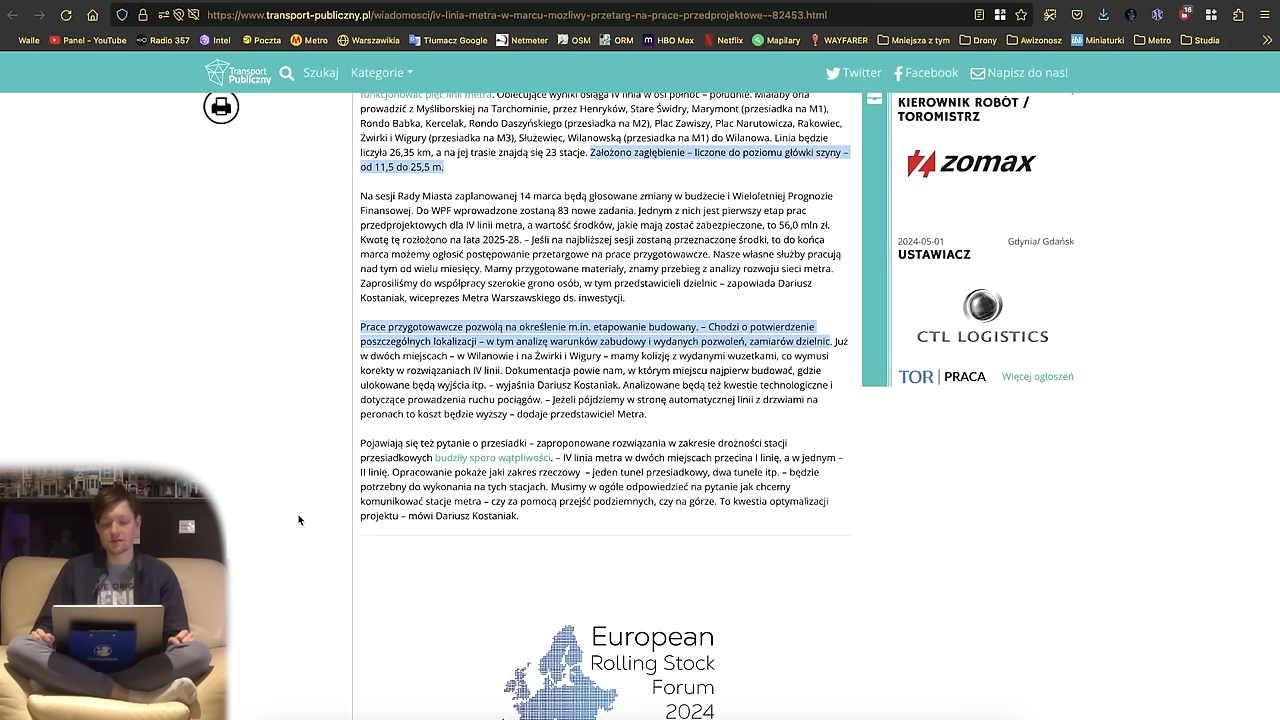 https://www.transport-publiczny.pl/wiadomosci/iv-linia-metra-w-marcu-mozliwy-przetarg-na-prace-przedprojektowe--82453.html
16
Walle Panel - YouTube Radio 357 Intel Poczta Metro Warszawikia Tłumacz Google Netmeter OSM ORM HBO Max Netflix Mapilary WAYFARER Mniejsza z tym Drony Awizonosz Miniaturki Metro Studia
Transport Publiczny Szukaj Kategorie Twitter Facebook Napisz do nas!
funkcjonować pięć linii metra. Obiecujące wyniki osiąga IV linia w osi północ – południe. Miałaby ona
prowadzić z Myśliborskiej na Tarchominie, przez Henryków, Stare Świdry, Marymont (przesiadka na M1),
Rondo Babka, Kercelak, Rondo Daszyńskiego (przesiadka na M2), Plac Zawiszy, Plac Narutowicza, Rakowiec,
Żwirki i Wigury (przesiadka na M3), Służewiec, Wilanowską (przesiadka na M1) do Wilanowa. Linia będzie
liczyła 26,35 km, a na jej trasie znajdą się 23 stacje. Założono zagłębienie – liczone do poziomu główki szyny –
od 11,5 do 25,5 m.
Na sesji Rady Miasta zaplanowanej 14 marca będą głosowane zmiany w budżecie i Wieloletniej Prognozie
Finansowej. Do WPF wprowadzone zostaną 83 nowe zadania. Jednym z nich jest pierwszy etap prac
przedprojektowych dla IV linii metra, a wartość środków, jakie mają zostać zabezpieczone, to 56,0 mln zł.
Kwotę tę rozłożono na lata 2025-28. – Jeśli na najbliższej sesji zostaną przeznaczone środki, to do końca
marca możemy ogłosić postępowanie przetargowe na prace przygotowawcze. Nasze własne służby pracują
nad tym od wielu miesięcy. Mamy przygotowane materiały, znamy przebieg z analizy rozwoju sieci metra.
Zaprosiliśmy do współpracy szerokie grono osób, w tym przedstawicieli dzielnic – zapowiada Dariusz
Kostaniak, wiceprezes Metra Warszawskiego ds. inwestycji.
Prace przygotowawcze pozwolą na określenie m.in. etapowanie budowany. – Chodzi o potwierdzenie
poszczególnych lokalizacji – w tym analizę warunków zabudowy i wydanych pozwoleń, zamiarów dzielnic. Już
w dwóch miejscach – w Wilanowie i na Żwirki i Wigury – mamy kolizję z wydanymi wuzetkami, co wymusi
korekty w rozwiązaniach IV linii. Dokumentacja powie nam, w którym miejscu najpierw budować, gdzie
ulokowane będą wyjścia itp. – wyjaśnia Dariusz Kostaniak. Analizowane będą też kwestie technologiczne i
dotyczące prowadzenia ruchu pociągów. – Jeżeli pójdziemy w stronę automatycznej linii z drzwiami na
peronach to koszt będzie wyższy – dodaje przedstawiciel Metra.
Pojawiają się też pytanie o przesiadki – zaproponowane rozwiązania w zakresie drożności stacji
przesiadkowych budziły sporo wątpliwości. – IV linia metra w dwóch miejscach przecina I linię, a w jednym –
II linię. Opracowanie pokaże jaki zakres rzeczowy – jeden tunel przesiadkowy, dwa tunele itp. – będzie
potrzebny do wykonania na tych stacjach. Musimy w ogóle odpowiedzieć na pytanie jak chcemy
komunikować stacje metra – czy za pomocą przejść podziemnych, czy na górze. To kwestia optymalizacji
projektu – mówi Dariusz Kostaniak.
European
Rolling Stock
Forum
2024
KIEROWNIK ROBÓT /
TOROMISTRZ
zomax
2024-05-01 Gdynia/ Gdańsk
USTAWIACZ
CTL LOGISTICS
TOR PRACA Więcej ogłoszeń